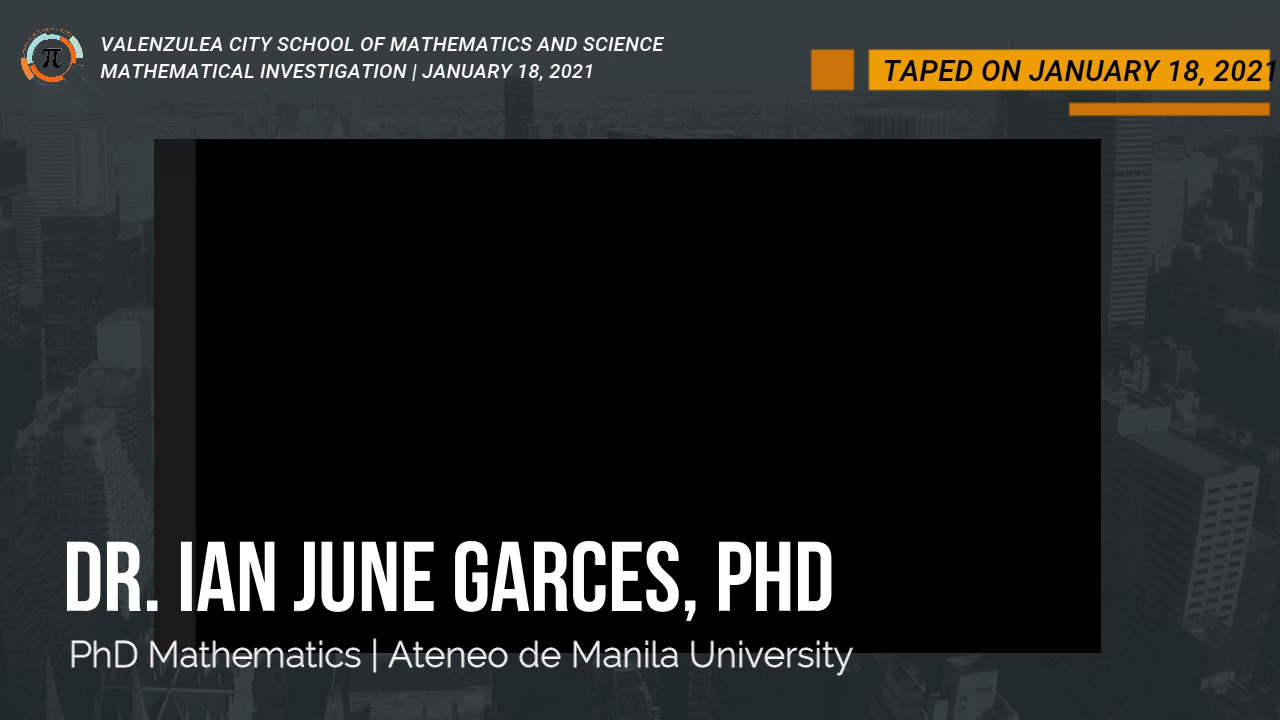 VALENZULEA CITY SCHOOL OF MATHEMATICS AND SCIENCE
MATHEMATICAL INVESTIGATION | JANUARY 18, 2021
TAPED ON JANUARY 18, 2021
π
DR. IAN JUNE GARCES, PHD
PhD Mathematics | Ateneo de Manila University